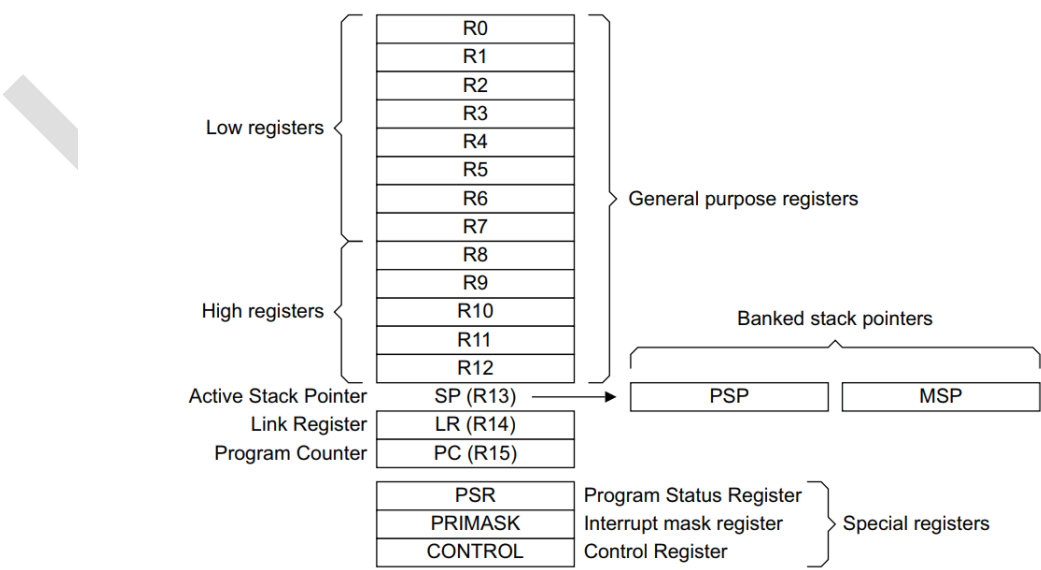 R0
R1
R2
Low registers
R3
R4
R5
R6
General purpose registers
R7
R8
R9
High registers
R10
Banked stack pointers
R11
R12
Active Stack Pointer SP (R13) PSP MSP
Link Register LR (R14)
Program Counter PC (R15)
PSR Program Status Register
PRIMASK Interrupt mask register Special registers
CONTROL Control Register